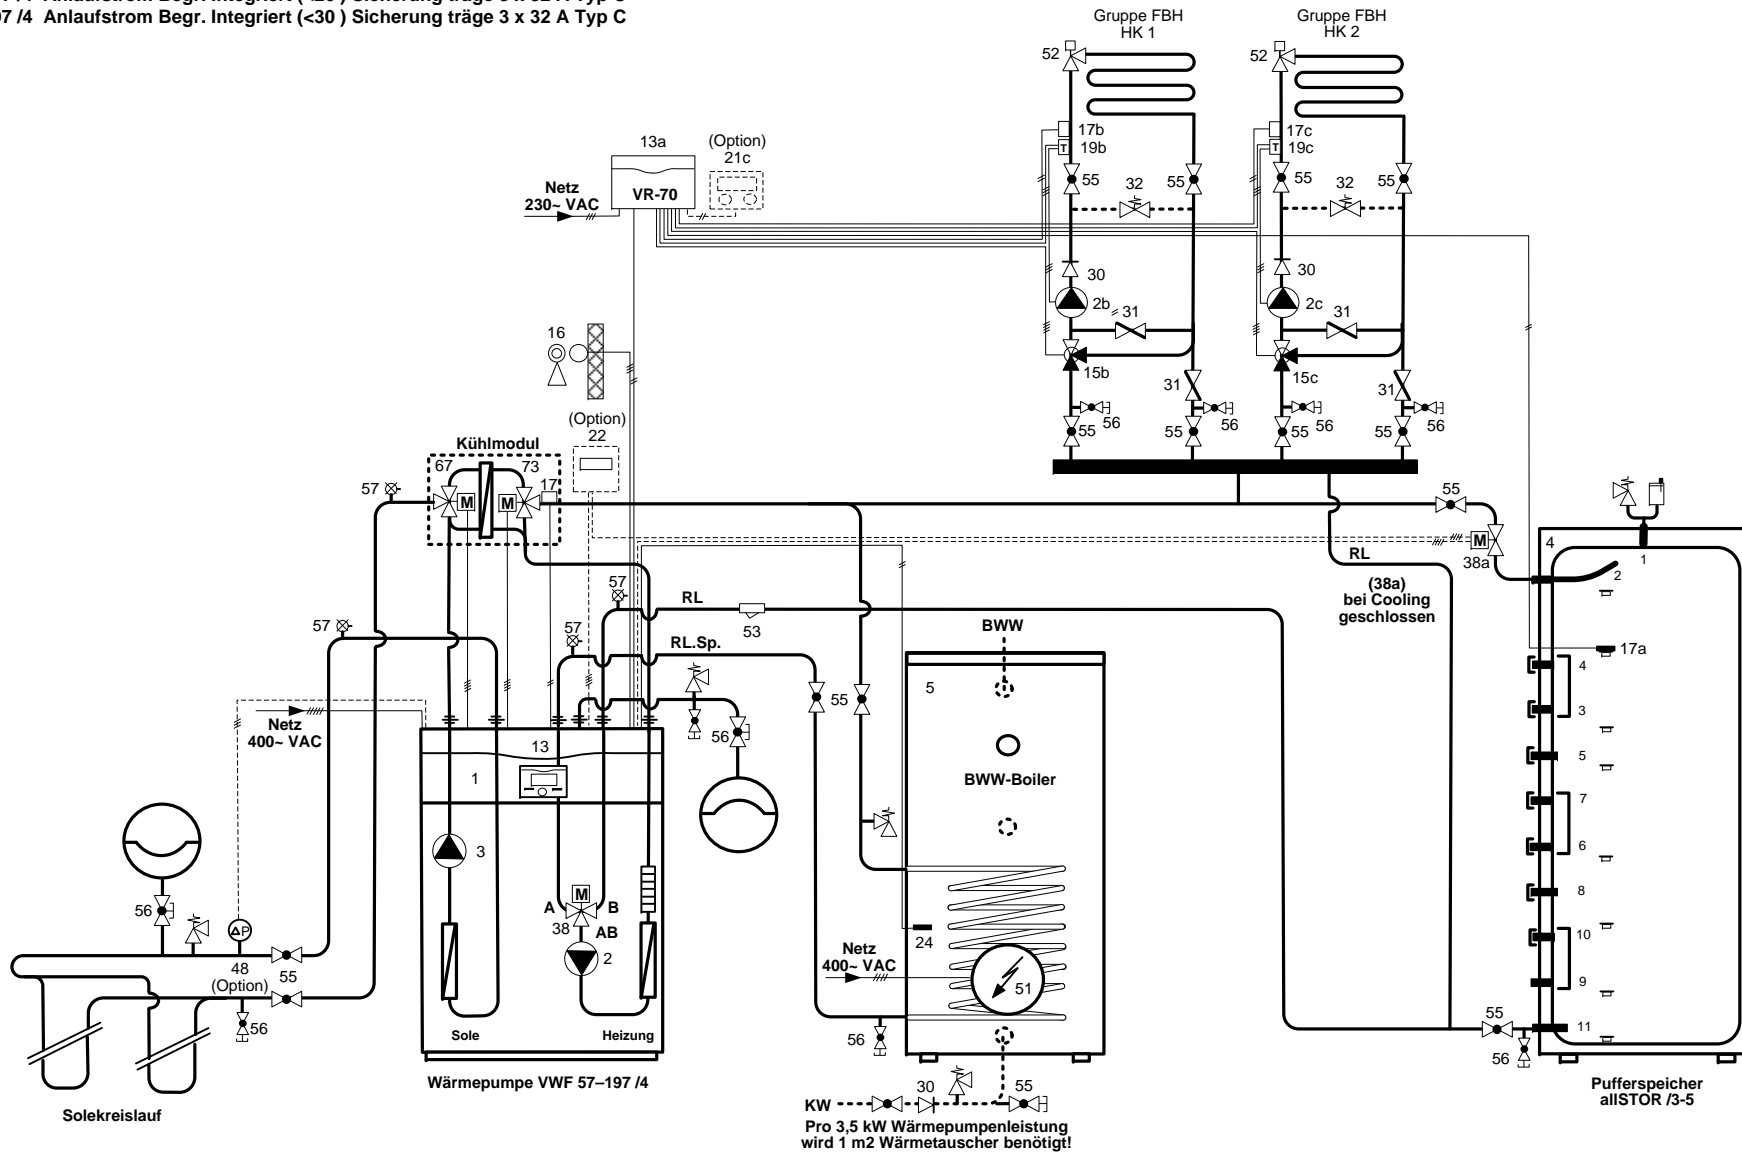 97 /4 Anlaufstrom Begr. Integriert (<30 ) Sicherung träge 3 x 32 A Typ C
Gruppe FBH
HK 1
Gruppe FBH
HK 2
52
52
17b
19b
T
17c
19c
T
13a
(Option)
21c
VR-70
Netz
230~ VAC
55
32
55
55
32
55
30
30
2b
2c
31
31
15b
15c
31
31
16
56
56
56
56
55
55
55
55
(Option)
22
Kühlmodul
67
73
17
M
M
57
55
M
38a
RL
(38a)
bei Cooling
geschlossen
4
1
2
57
RL
53
57
57
RL.Sp.
BWW
17a
4
3
5
7
6
8
10
9
11
55
5
Netz
400~ VAC
56
13
1
BWW-Boiler
3
M
A
B
38
AB
2
56
ΔP
48
(Option)
55
56
24
Netz
400~ VAC
51
Sole
Heizung
56
55
56
Wärmepumpe VWF 57–197 /4
Solekreislauf
30
55
KW
Pro 3,5 kW Wärmepumpenleistung
wird 1 m2 Wärmetauscher benötigt!
Pufferspeicher
allSTOR /3-5